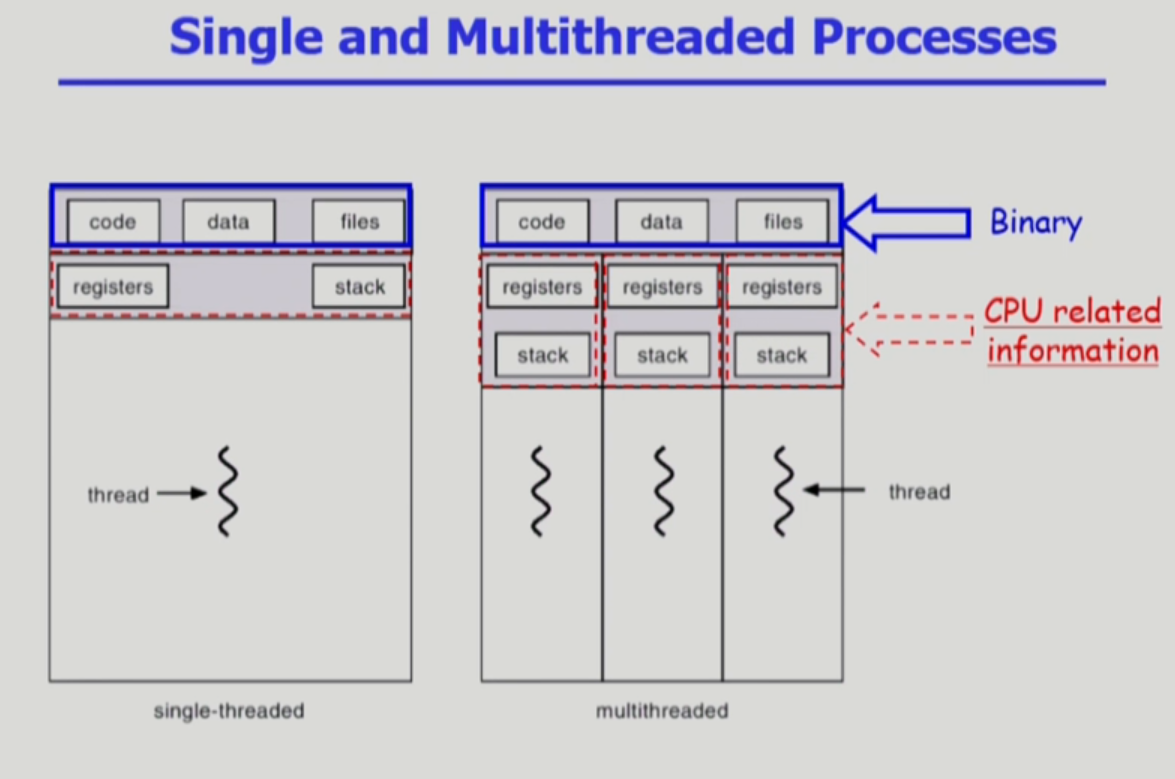 Single and Multithreaded Processes
code data files
registers stack
thread
single-threaded
code data files
registers registers registers
stack stack stack
thread
multithreaded
Binary
CPU related
information